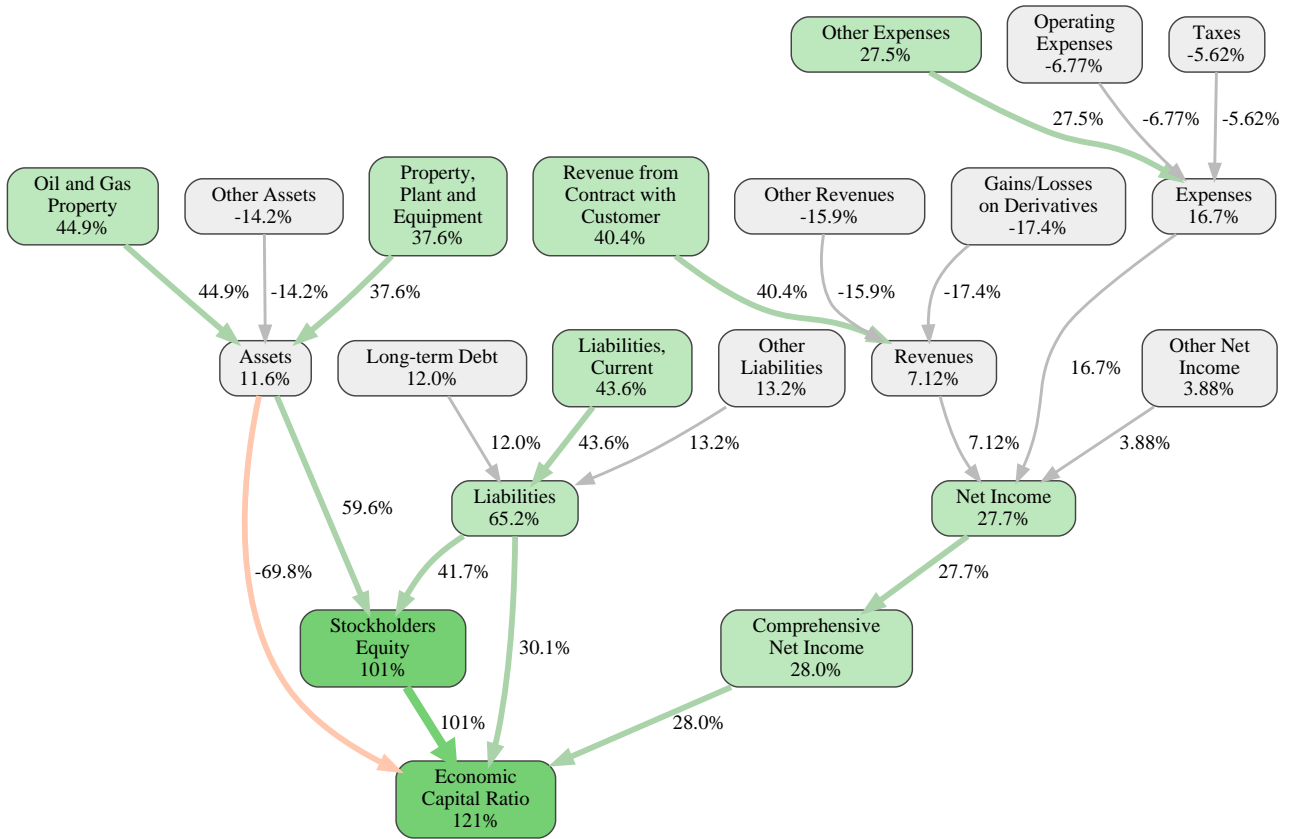 Other Expenses
27.5%
Operating
Expenses
-6.77%
Taxes
-5.62%
27.5%
-6.77%
-5.62%
Oil and Gas
Property
44.9%
Other Assets
-14.2%
Property,
Plant and
Equipment
37.6%
Revenue from
Contract with
Customer
40.4%
Other Revenues
-15.9%
Gains/Losses
on Derivatives
-17.4%
Expenses
16.7%
44.9%
-14.2%
37.6%
40.4%
-15.9%
-17.4%
Assets
11.6%
Long-term Debt
12.0%
Liabilities,
Current
43.6%
Other
Liabilities
13.2%
Revenues
7.12%
16.7%
Other Net
Income
3.88%
12.0%
43.6%
13.2%
7.12%
3.88%
59.6%
Liabilities
65.2%
Net Income
27.7%
-69.8%
41.7%
27.7%
Stockholders
Equity
101%
30.1%
Comprehensive
Net Income
28.0%
101%
28.0%
Economic
Capital Ratio
121%